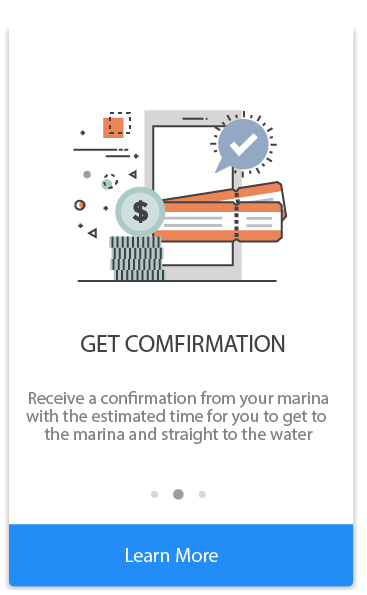 $
GET COMFIRMATION
Receive a confirmation from your marina
with the estimated time for you to get to
the marina and straight to the water
Learn More